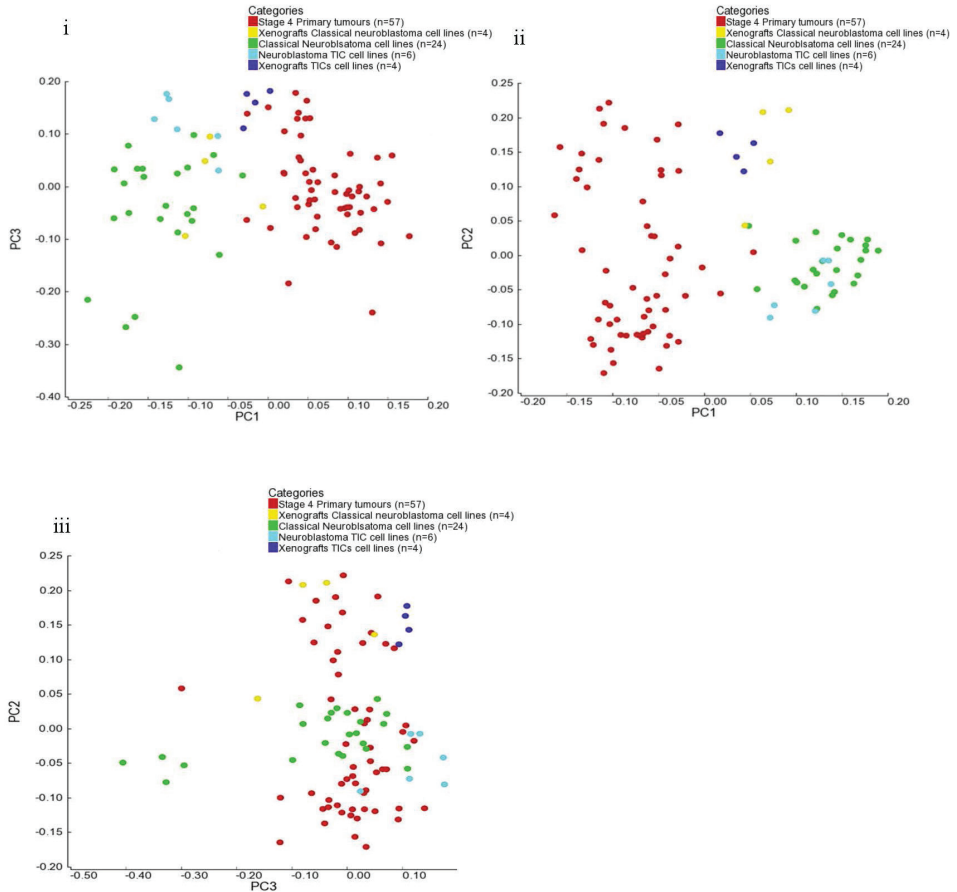 i
Categories
Stage 4 Primary tumours (n=57)
Xenografts Classical neuroblastoma cell lines (n=4)
Classical Neuroblsatoma cell lines (n=24)
Neuroblastoma TIC cell lines (n=6)
Xenografts TICs cell lines (n=4)
PC3
0.20
0.10
0.00
-0.10
-0.20
-0.30
-0.40
-0.25 -0.20 -0.15 -0.10 -0.05 0.00 0.05 0.10 0.15 0.20
PC1
ii
Categories
Stage 4 Primary tumours (n=57)
Xenografts Classical neuroblastoma cell lines (n=4)
Classical Neuroblsatoma cell lines (n=24)
Neuroblastoma TIC cell lines (n=6)
Xenografts TICs cell lines (n=4)
PC2
0.25
0.20
0.15
0.10
0.05
0.00
-0.05
-0.10
-0.15
-0.20
-0.20 -0.15 -0.10 -0.05 0.00 0.05 0.10 0.15 0.20
PC1
iii
Categories
Stage 4 Primary tumours (n=57)
Xenografts Classical neuroblastoma cell lines (n=4)
Classical Neuroblsatoma cell lines (n=24)
Neuroblastoma TIC cell lines (n=6)
Xenografts TICs cell lines (n=4)
PC2
0.25
0.20
0.15
0.10
0.05
0.00
-0.05
-0.10
-0.15
-0.20
-0.50 -0.40 -0.30 -0.20 -0.10 0.00 0.10
PC3